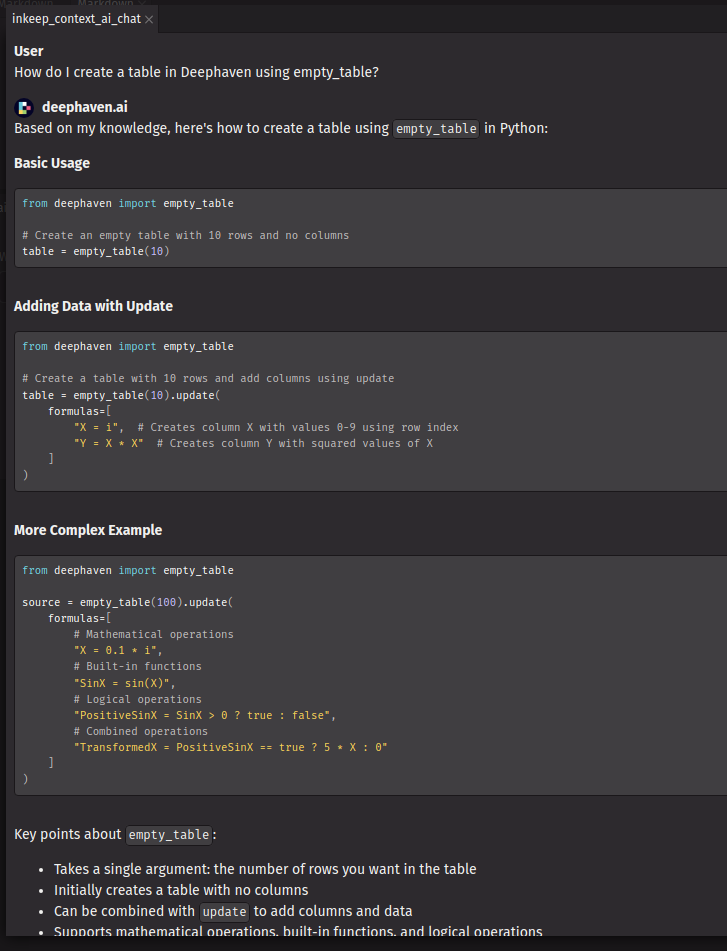 Markdown
inkeep_context_ai_chat ×
User
How do I create a table in Deephaven using empty_table?
deephaven.ai
Based on my knowledge, here's how to create a table using empty_table in Python:
Basic Usage
from deephaven import empty_table
# Create an empty table with 10 rows and no columns
table = empty_table(10)
Adding Data with Update
from deephaven import empty_table
# Create a table with 10 rows and add columns using update
table = empty_table(10).update(
    formulas=[
        "X = i",  # Creates column X with values 0-9 using row index
        "Y = X * X"  # Creates column Y with squared values of X
    ]
)
More Complex Example
from deephaven import empty_table
source = empty_table(100).update(
    formulas=[
        # Mathematical operations
        "X = 0.1 * i",
        # Built-in functions
        "SinX = sin(X)",
        # Logical operations
        "PositiveSinX = SinX > 0 ? true : false",
        # Combined operations
        "TransformedX = PositiveSinX == true ? 5 * X : 0"
    ]
)
Key points about empty_table:
• Takes a single argument: the number of rows you want in the table
• Initially creates a table with no columns
• Can be combined with update to add columns and data
• Supports mathematical operations, built-in functions, and logical operations